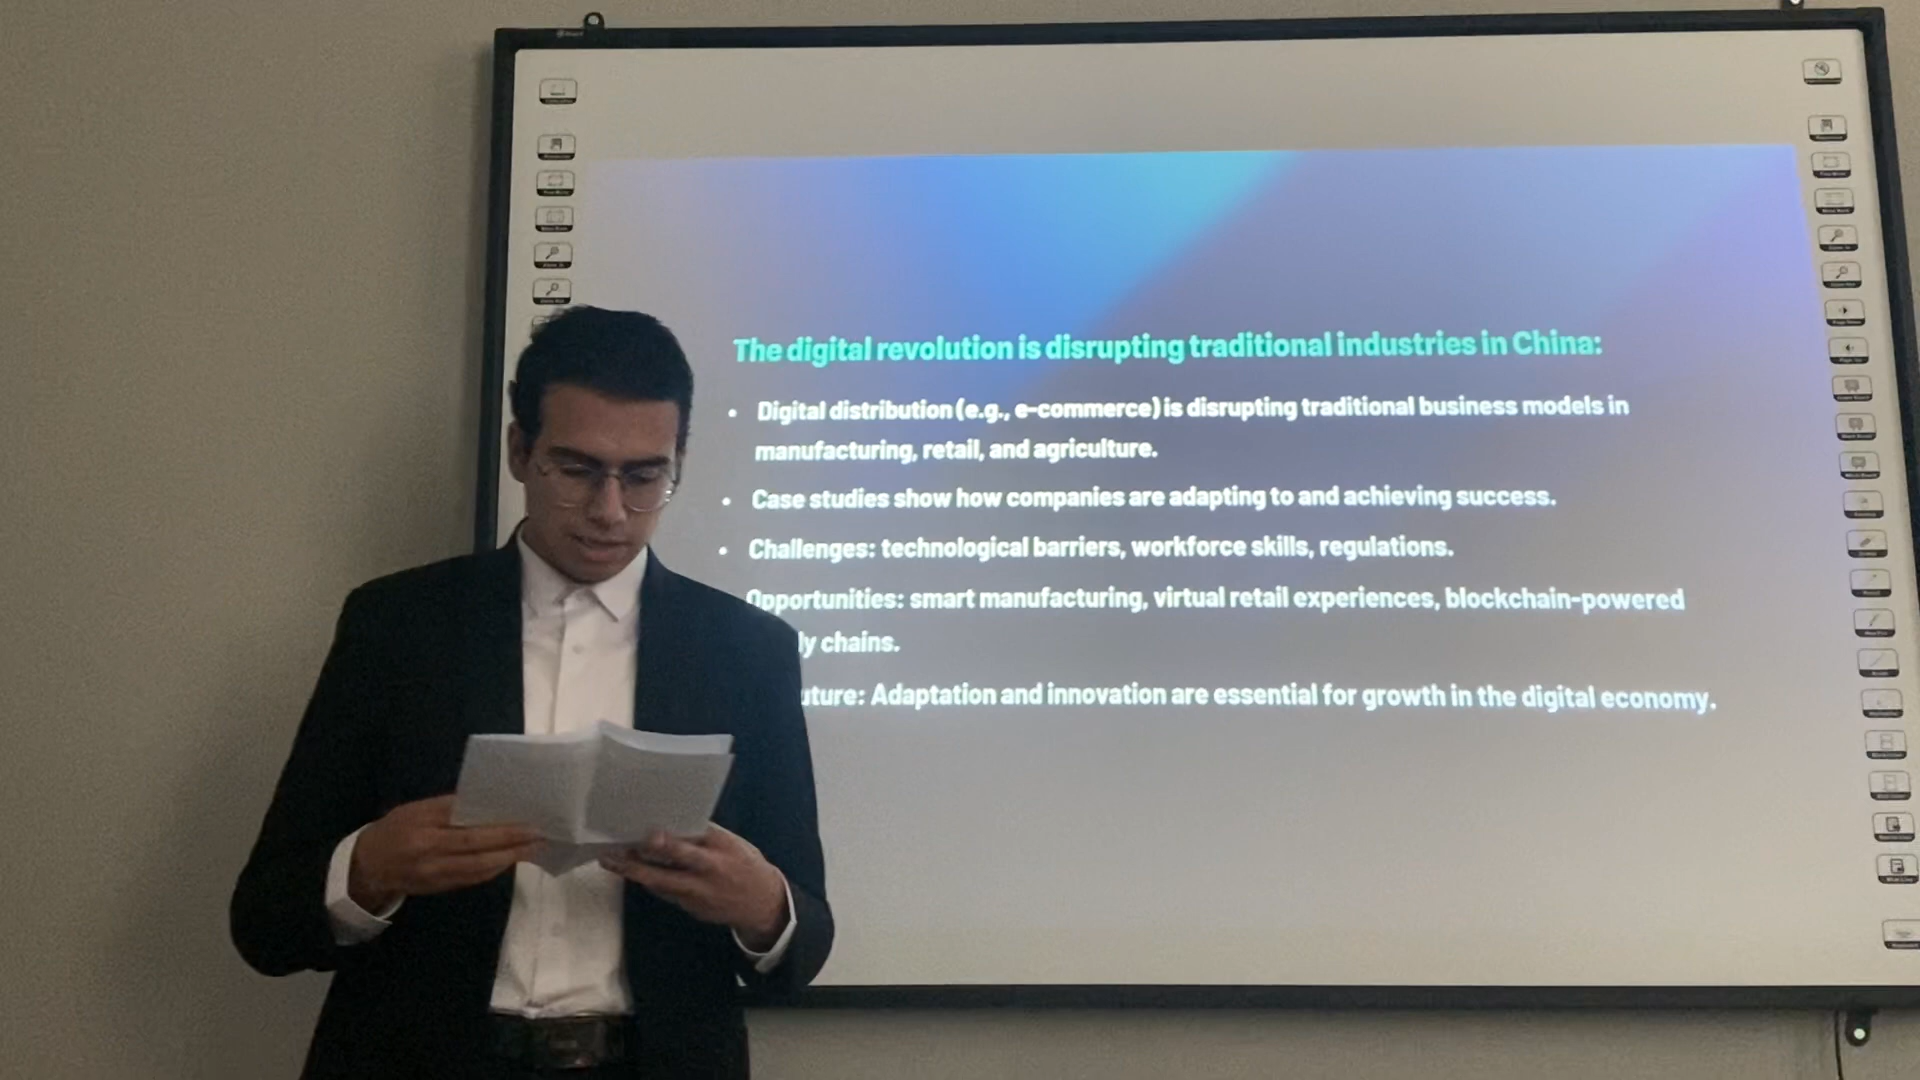 The digital revolution is disrupting traditional industries in China:
• Digital distribution (e.g., e-commerce) is disrupting traditional business models in
manufacturing, retail, and agriculture.
• Case studies show how companies are adapting to and achieving success.
• Challenges: technological barriers, workforce skills, regulations.
Opportunities: smart manufacturing, virtual retail experiences, blockchain-powered
ly chains.
uture: Adaptation and innovation are essential for growth in the digital economy.